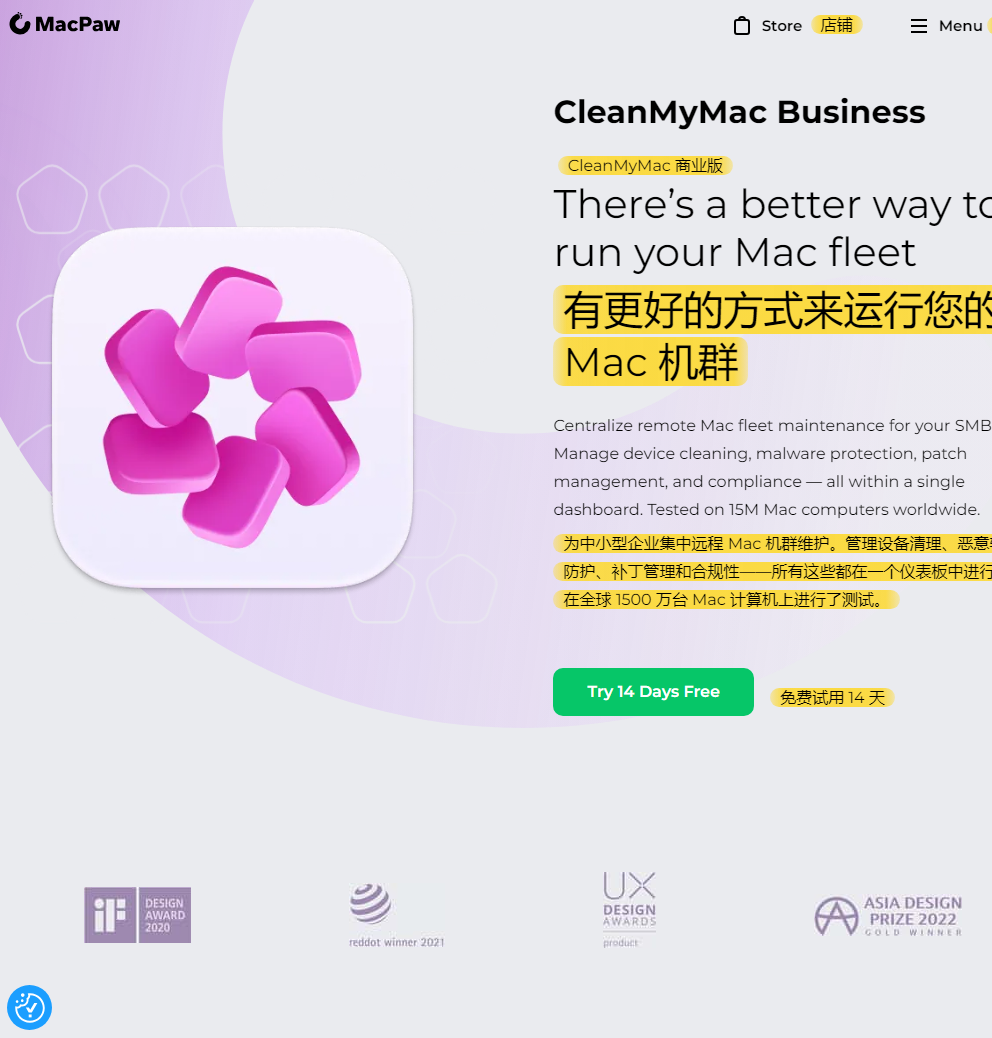 MacPaw
Store 店铺
Menu
CleanMyMac Business
CleanMyMac 商业版
There’s a better way to
run your Mac fleet
有更好的方式来运行您的
Mac 机群
Centralize remote Mac fleet maintenance for your SMB
Manage device cleaning, malware protection, patch
management, and compliance — all within a single
dashboard. Tested on 15M Mac computers worldwide.
为中小型企业集中远程 Mac 机群维护。管理设备清理、恶意
防护、补丁管理和合规性——所有这些都在一个仪表板中进行
在全球 1500 万台 Mac 计算机上进行了测试。
Try 14 Days Free
免费试用 14 天
iF
DESIGN
AWARD
2020
reddot winner 2021
UX
DESIGN
AWARDS
product
ASIA DESIGN
PRIZE 2022
GOLD WINNER